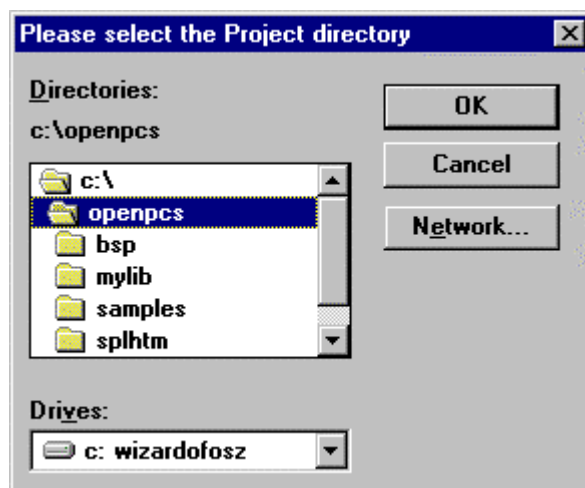 Please select the Project directory
Directories:
c:\openpcs
OK
c:\
Cancel
openpcs
Network...
bsp
mylib
samples
splhtm
Drives:
c: wizardofosz